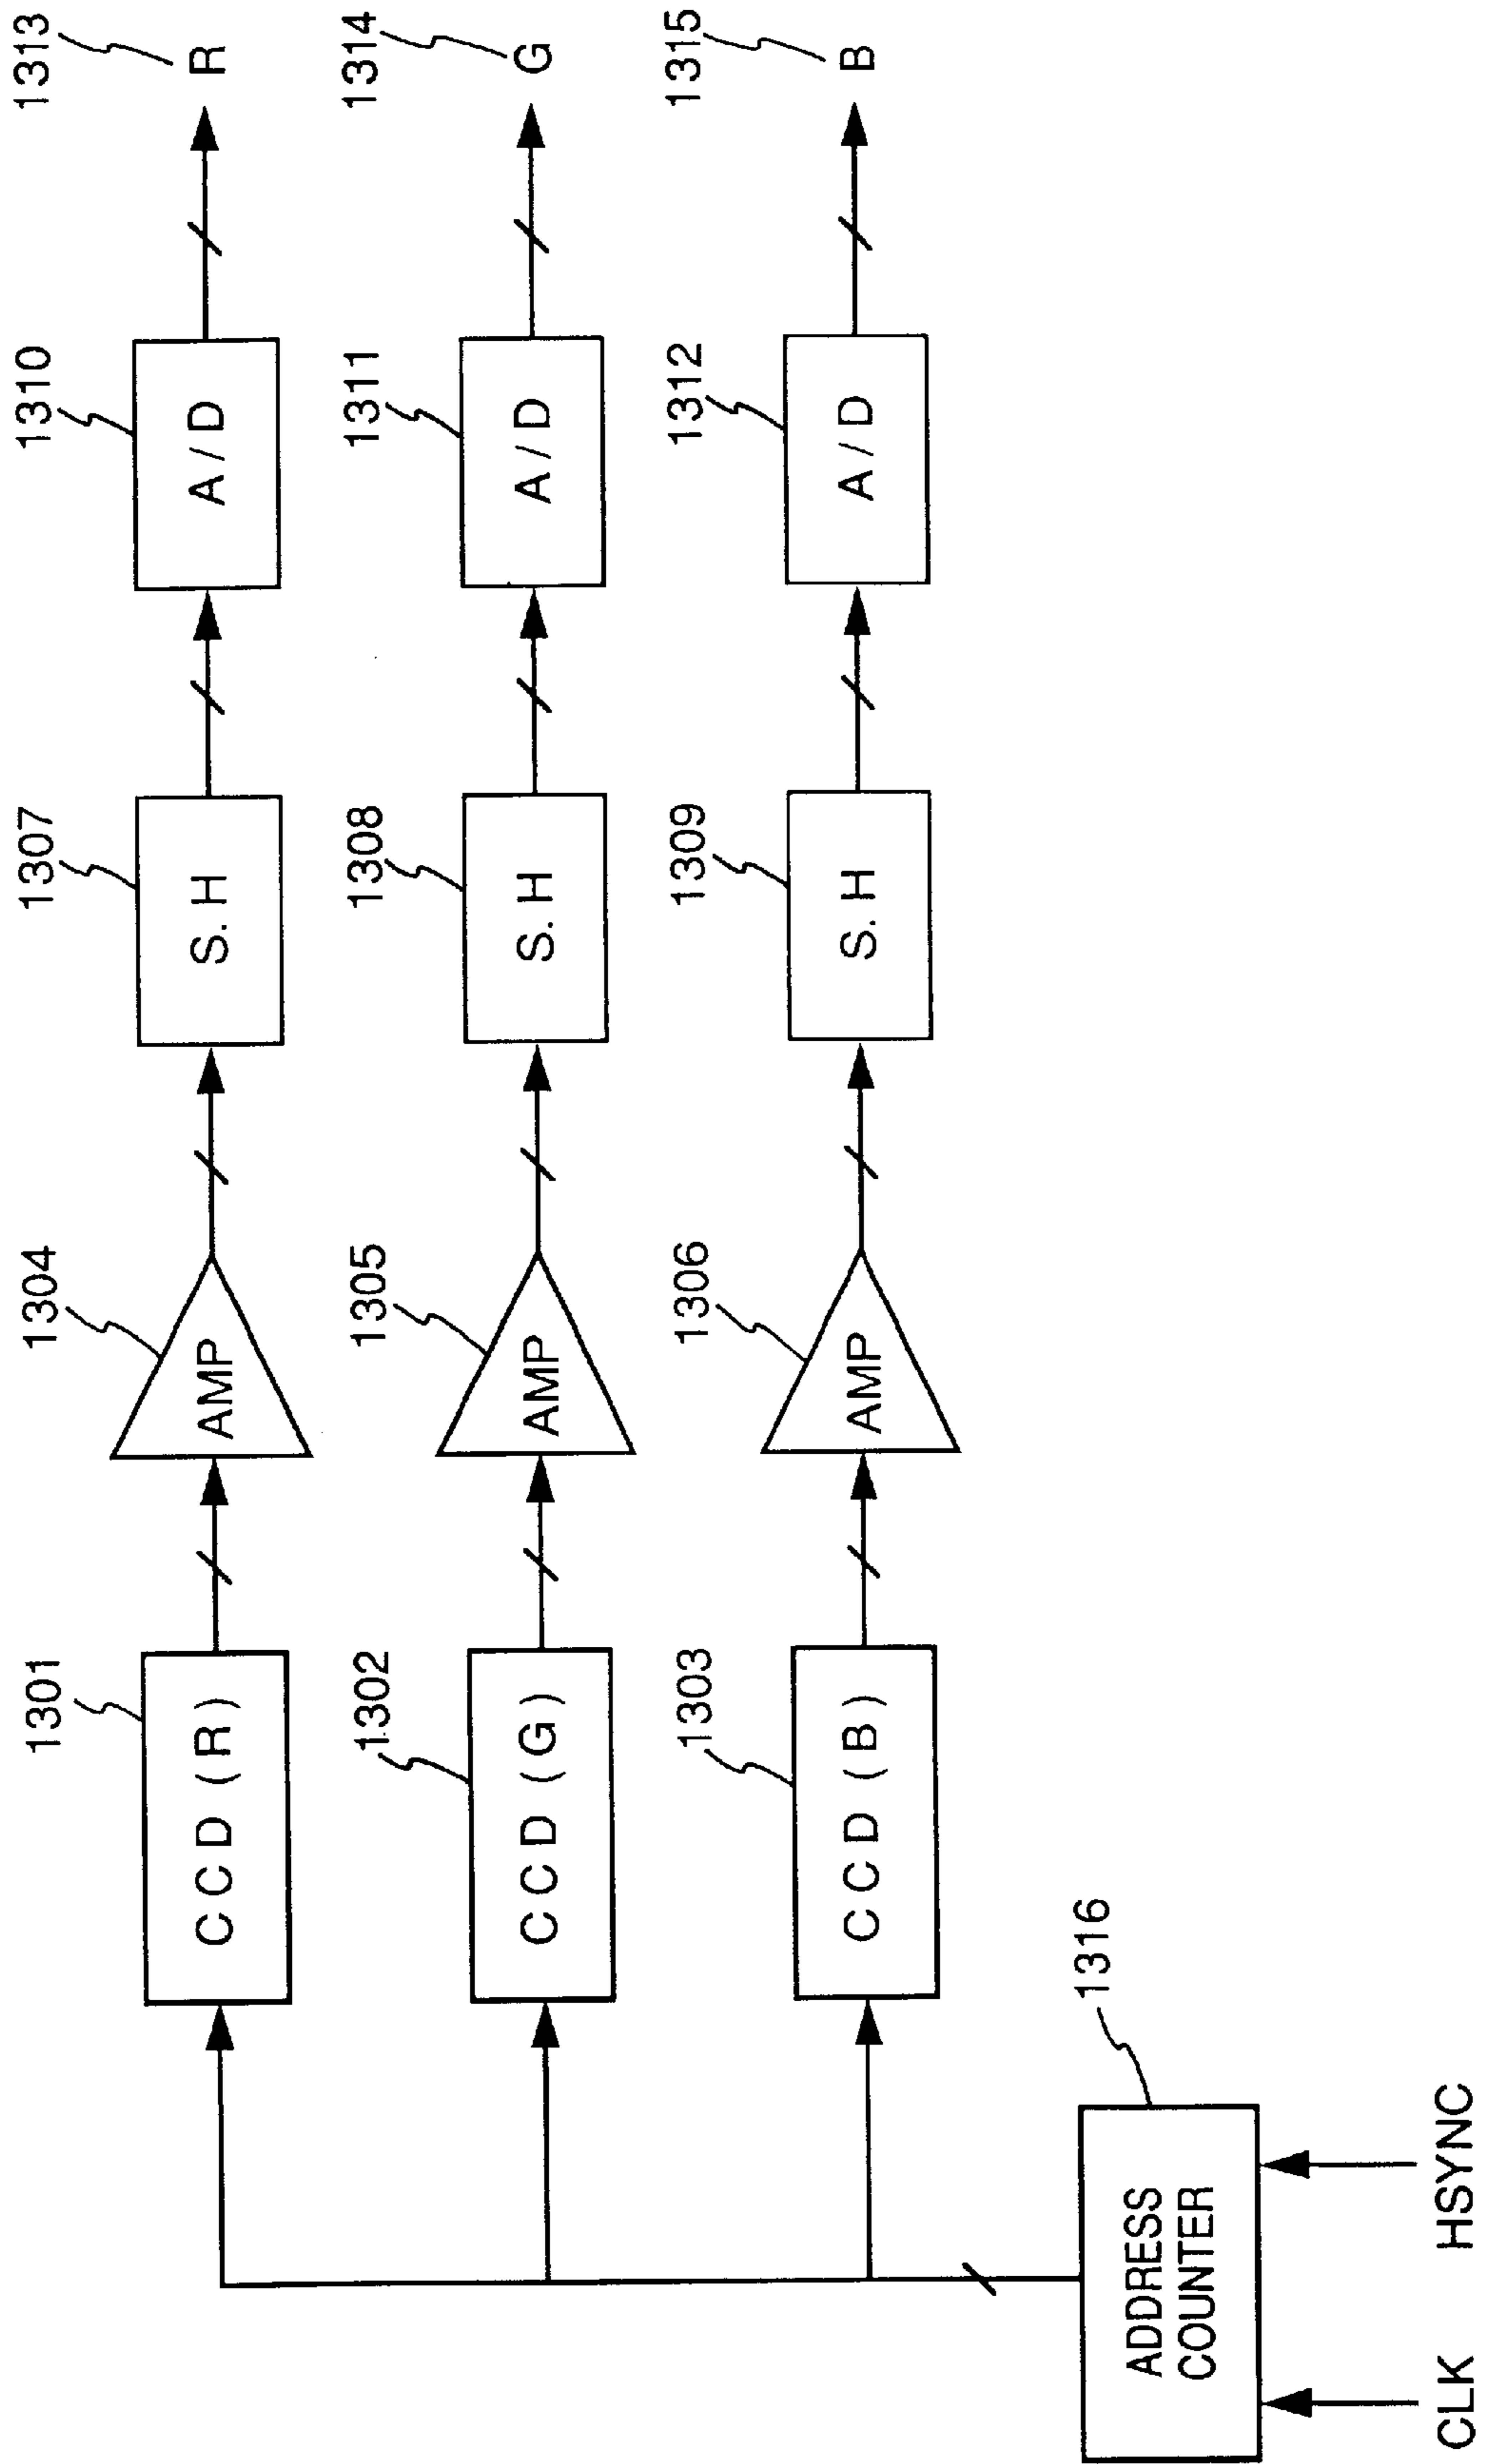 1301
CCD (R)
1304
AMP
1307
S. H
1310
A / D
1313
R
1302
CCD (G)
1305
AMP
1308
S. H
1311
A / D
1314
G
1303
CCD (B)
1306
AMP
1309
S. H
1312
A / D
1315
B
1316
ADDRESS
COUNTER
CLK
HSYNC